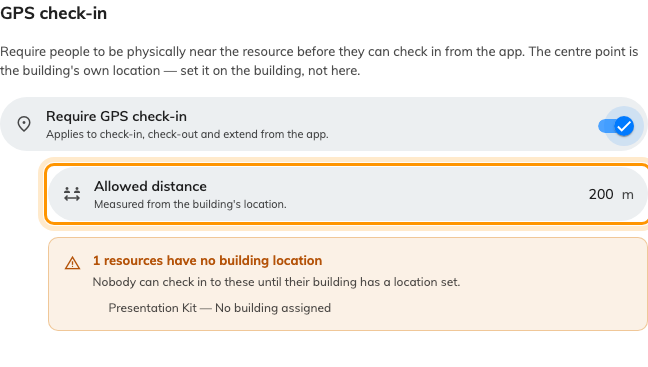 GPS check-in
Require people to be physically near the resource before they can check in from the app. The centre point is
the building's own location — set it on the building, not here.
Require GPS check-in
Applies to check-in, check-out and extend from the app.
Allowed distance
200 m
Measured from the building's location.
1 resources have no building location
Nobody can check in to these until their building has a location set.
Presentation Kit — No building assigned